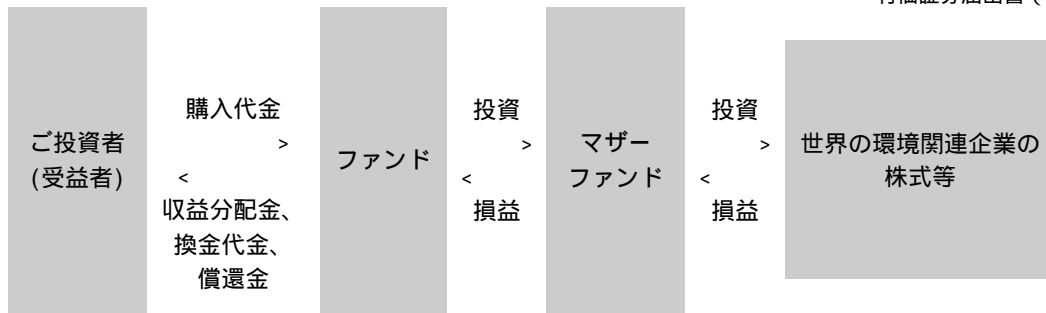 ご投資者
(受益者)
購入代金
>
<
収益分配金、
換金代金、
償還金
ファンド
投資
>
<
損益
マザー
ファンド
投資
>
<
損益
世界の環境関連企業の
株式等